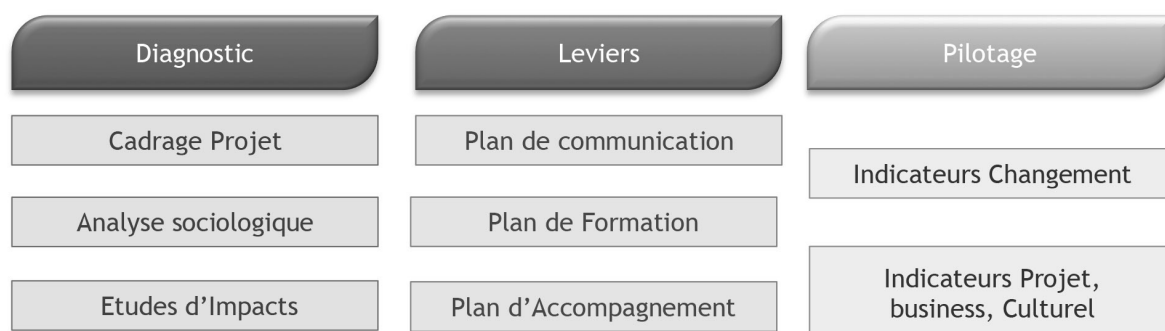 Diagnostic
Cadrage Projet
Analyse sociologique
Etudes d’Impacts
Leviers
Plan de communication
Plan de Formation
Plan d’Accompagnement
Pilotage
Indicateurs Changement
Indicateurs Projet,
business, Culturel